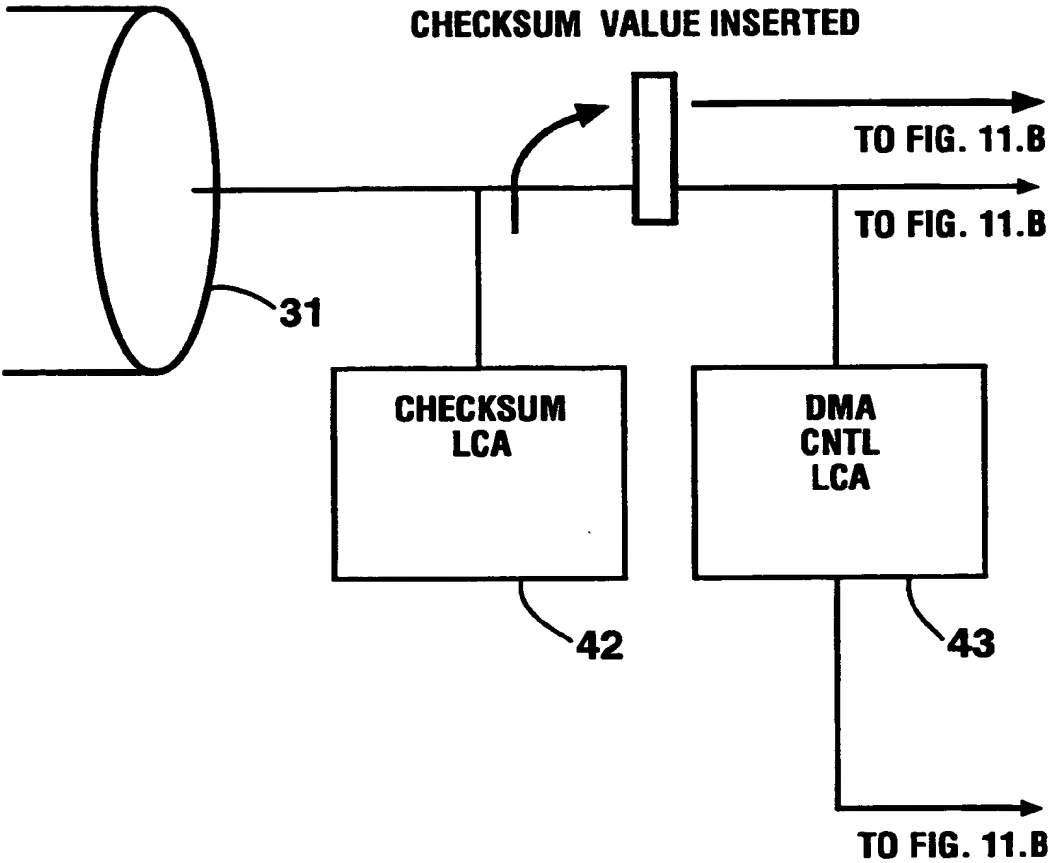 CHECKSUM VALUE INSERTED
TO FIG. 11.B
TO FIG. 11.B
31
CHECKSUM
LCA
DMA
CNTL
LCA
42
43
TO FIG. 11.B